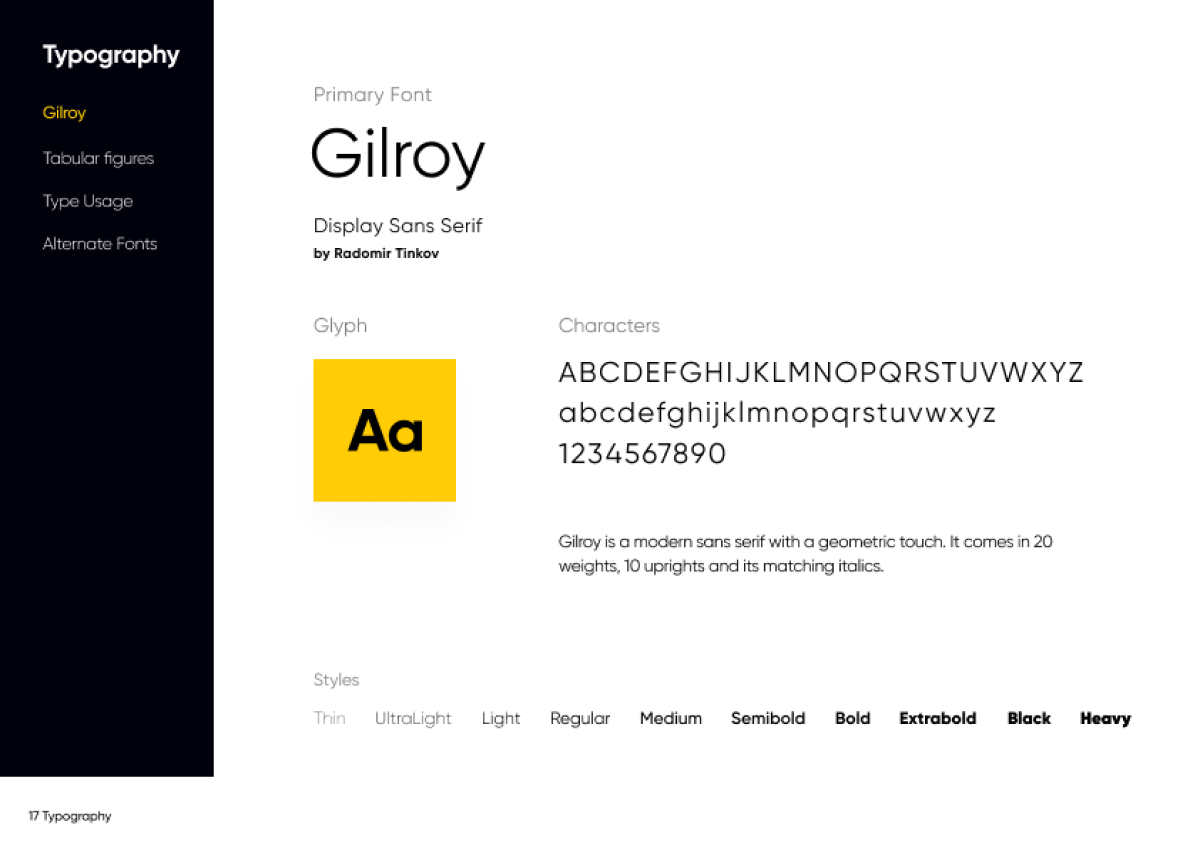 Typography
Gilroy
Tabular figures
Type Usage
Alternate Fonts
Primary Font
Gilroy
Display Sans Serif
by Radomir Tinkov
Glyph
Aa
Characters
ABCDEFGHIJKLMNOPQRSTUVWXYZ
abcdefghijklmnopqrstuvwxyz
1234567890
Gilroy is a modern sans serif with a geometric touch. It comes in 20
weights, 10 uprights and its matching italics.
Styles
Thin UltraLight Light Regular Medium Semibold Bold Extrabold Black Heavy
17 Typography